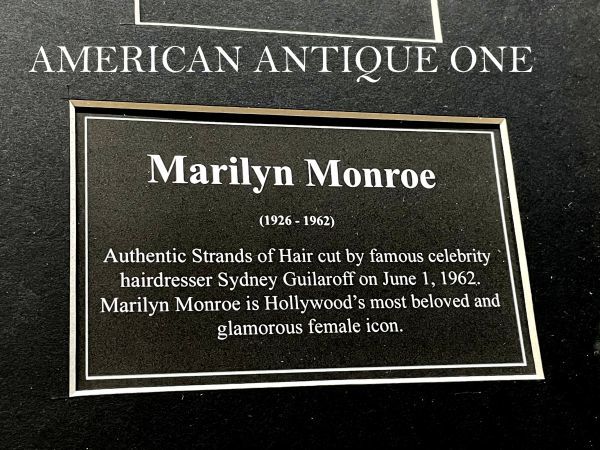 AMERICAN ANTIQUE ONE
Marilyn Monroe
(1926 - 1962)
Authentic Strands of Hair cut by famous celebrity
hairdresser Sydney Guilaroff on June 1, 1962.
Marilyn Monroe is Hollywood's most beloved and
glamorous female icon.